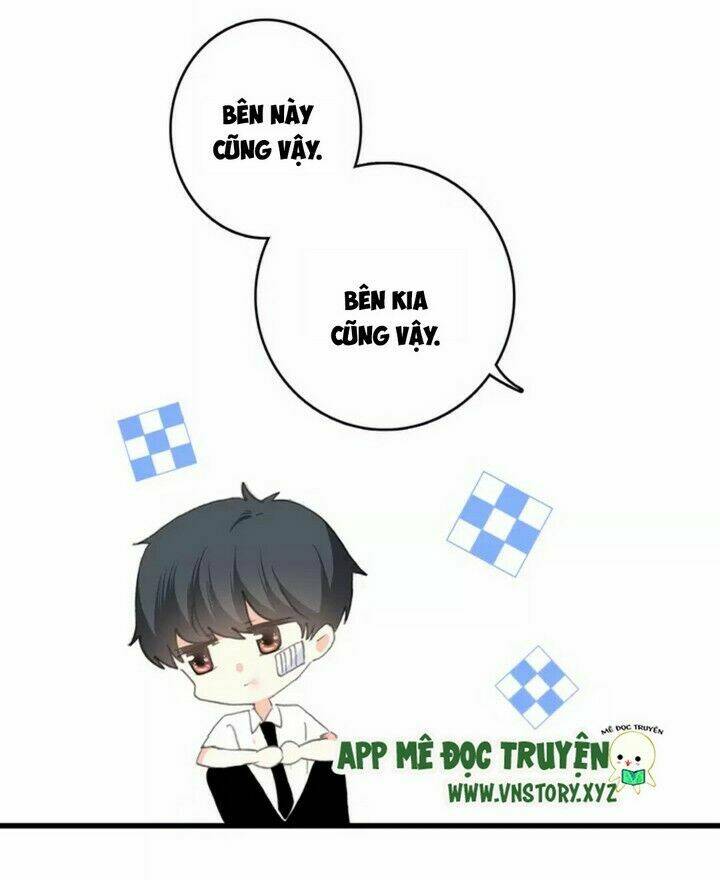 BÊN NÀY
CŨNG VẬY.
BÊN KIA
CŨNG VẬY.
MÊ ĐỌC TRUYỆN
APP MÊ ĐỌC TRUYỆN
WWW.VNSTORY.XYZ